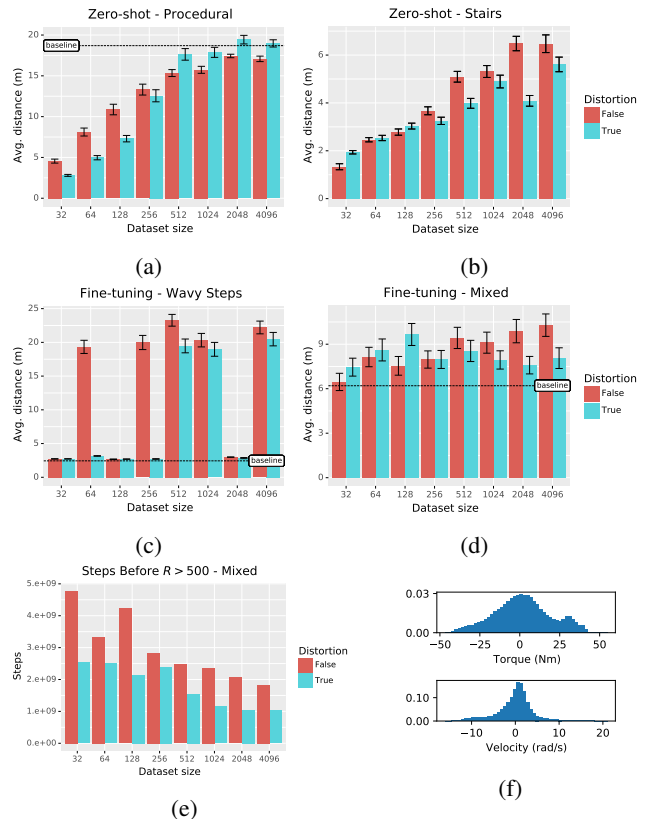 Zero-shot - Procedural
baseline
20
15
10
5
0
Avg. distance (m)
32 64 128 256 512 1024 2048 4096
Dataset size
(a)
Zero-shot - Stairs
6
4
2
0
Avg. distance (m)
32 64 128 256 512 1024 2048 4096
Dataset size
Distortion
False
True
(b)
Fine-tuning - Wavy Steps
25
20
15
10
5
0
Avg. distance (m)
baseline
32 64 128 256 512 1024 2048 4096
Dataset size
(c)
Fine-tuning - Mixed
9
6
3
0
Avg. distance (m)
baseline
32 64 128 256 512 1024 2048 4096
Dataset size
Distortion
False
True
(d)
Steps Before R > 500 - Mixed
5.e+09
4.e+09
3.e+09
2.e+09
1.e+09
0.e+00
Steps
32 64 128 256 512 1024 2048 4096
Dataset size
Distortion
False
True
(e)
0.03
0.00
−50 −25 0 25 50
Torque (Nm)
0.10
0.00
−10 0 10 20
Velocity (rad/s)
(f)